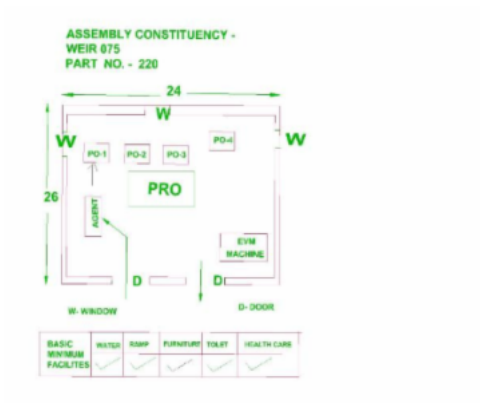 ASSEMBLY CONSTITUENCY -
WEIR 075
PART NO. - 220
24
W
W
W
PO-1 PO-2 PO-3 PO-4
26
PRO
AGENT
EVM
MACHINE
D D
W- WINDOW D- DOOR
BASIC
MINIMUM
FACILITES
WATER RAMP FURNITURE TOILET HEALTH CARE